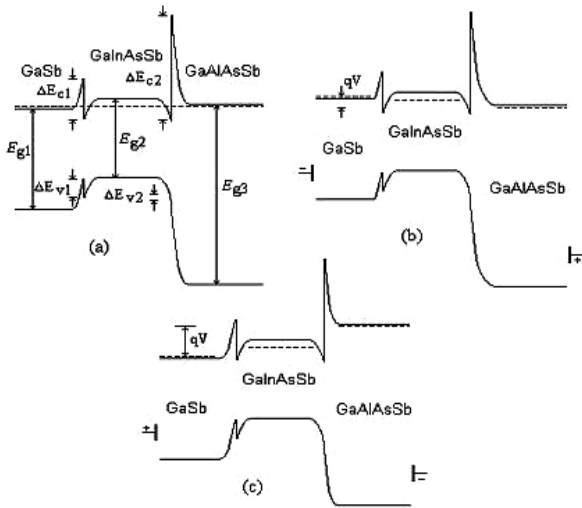 GaSb
GaInAsSb
GaAlAsSb
ΔEc1
ΔEc2
Eg1
Eg2
Eg3
ΔEv1
ΔEv2
(a)
qV
GaInAsSb
GaSb
GaAlAsSb
(b)
qV
GaInAsSb
GaSb
GaAlAsSb
(c)